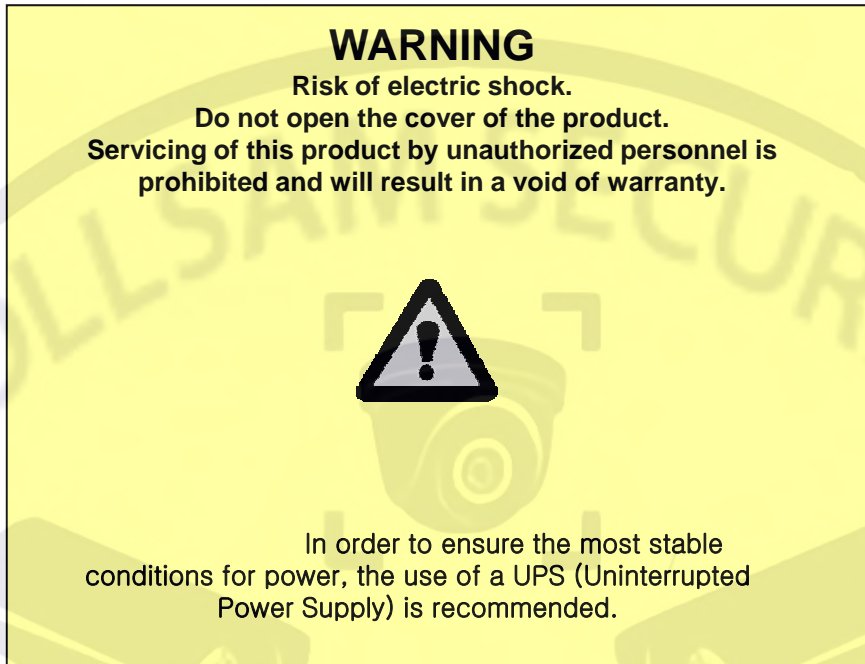 WARNING
Risk of electric shock.
Do not open the cover of the product.
Servicing of this product by unauthorized personnel is
prohibited and will result in a void of warranty.
LLSAM SECUR
In order to ensure the most stable
conditions for power, the use of a UPS (Uninterrupted
Power Supply) is recommended.